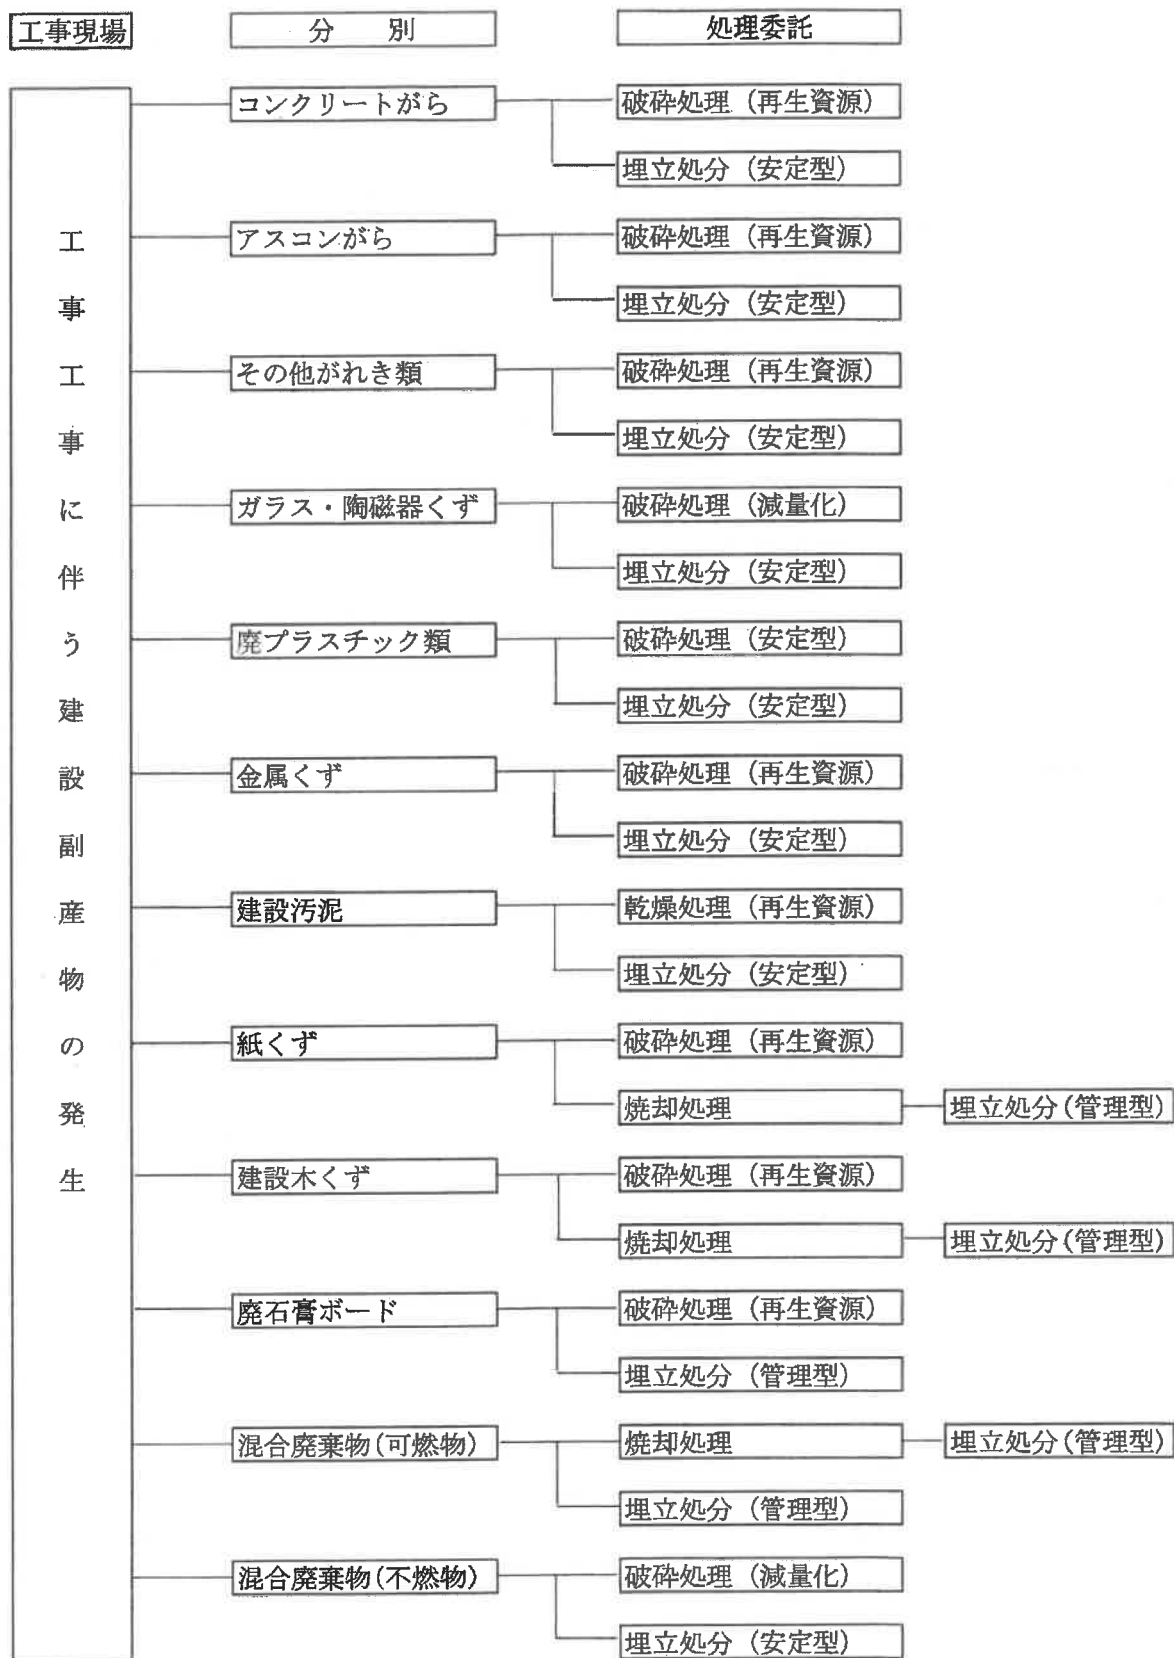 工事現場
分 別
処理委託
工事工事に伴う建設副産物の発生
コンクリートがら
破砕処理（再生資源）
埋立処分（安定型）
アスコンがら
破砕処理（再生資源）
埋立処分（安定型）
その他がれき類
破砕処理（再生資源）
埋立処分（安定型）
ガラス・陶磁器くず
破砕処理（減量化）
埋立処分（安定型）
廃プラスチック類
破砕処理（安定型）
埋立処分（安定型）
金属くず
破砕処理（再生資源）
埋立処分（安定型）
建設汚泥
乾燥処理（再生資源）
埋立処分（安定型）
紙くず
破砕処理（再生資源）
焼却処理
埋立処分（管理型）
建設木くず
破砕処理（再生資源）
焼却処理
埋立処分（管理型）
廃石膏ボード
破砕処理（再生資源）
埋立処分（管理型）
混合廃棄物（可燃物）
焼却処理
埋立処分（管理型）
埋立処分（管理型）
混合廃棄物（不燃物）
破砕処理（減量化）
埋立処分（安定型）